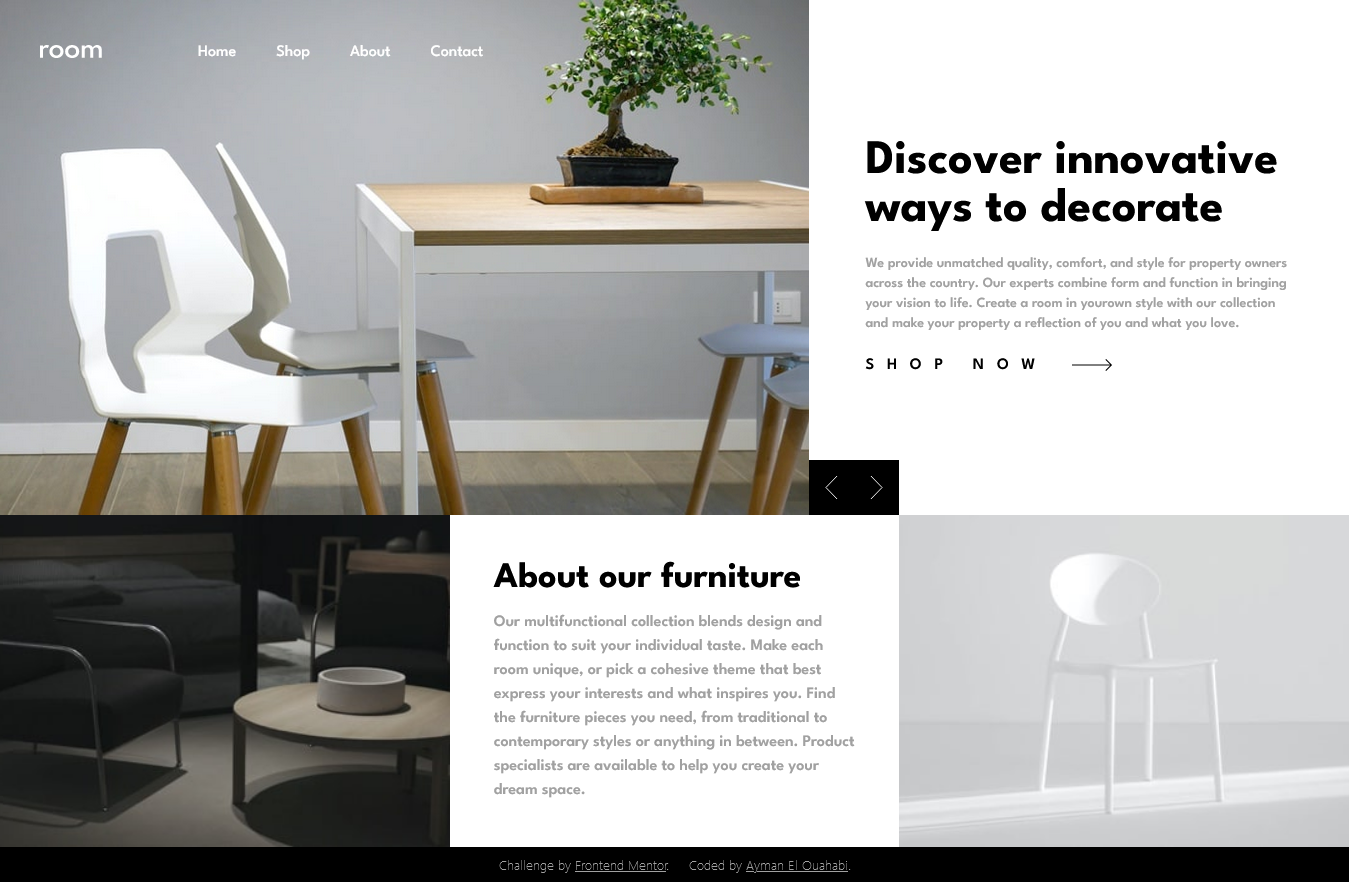 room
Home Shop About Contact
Discover innovative
ways to decorate
We provide unmatched quality, comfort, and style for property owners
across the country. Our experts combine form and function in bringing
your vision to life. Create a room in yourown style with our collection
and make your property a reflection of you and what you love.
SHOP NOW
About our furniture
Our multifunctional collection blends design and
function to suit your individual taste. Make each
room unique, or pick a cohesive theme that best
express your interests and what inspires you. Find
the furniture pieces you need, from traditional to
contemporary styles or anything in between. Product
specialists are available to help you create your
dream space.
Challenge by Frontend Mentor. Coded by Ayman El Ouahabi.